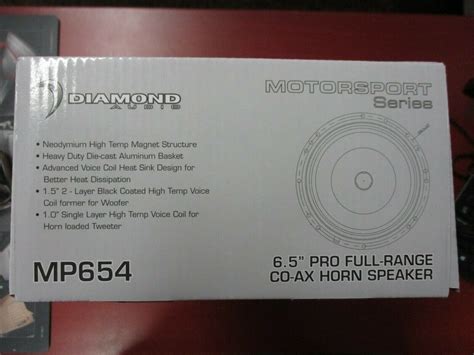 DIAMOND
AUDIO
MOTORSPORT
Series
• Neodymium High Temp Magnet Structure
• Heavy Duty Die-cast Aluminum Basket
• Advanced Voice Coil Heat Sink Design for
Better Heat Dissipation
• 1.5" 2 - Layer Black Coated High Temp Voice
Coil former for Woofer
• 1.0" Single Layer High Temp Voice Coil for
Horn loaded Tweeter
MP654
6.5" PRO FULL-RANGE
CO-AX HORN SPEAKER